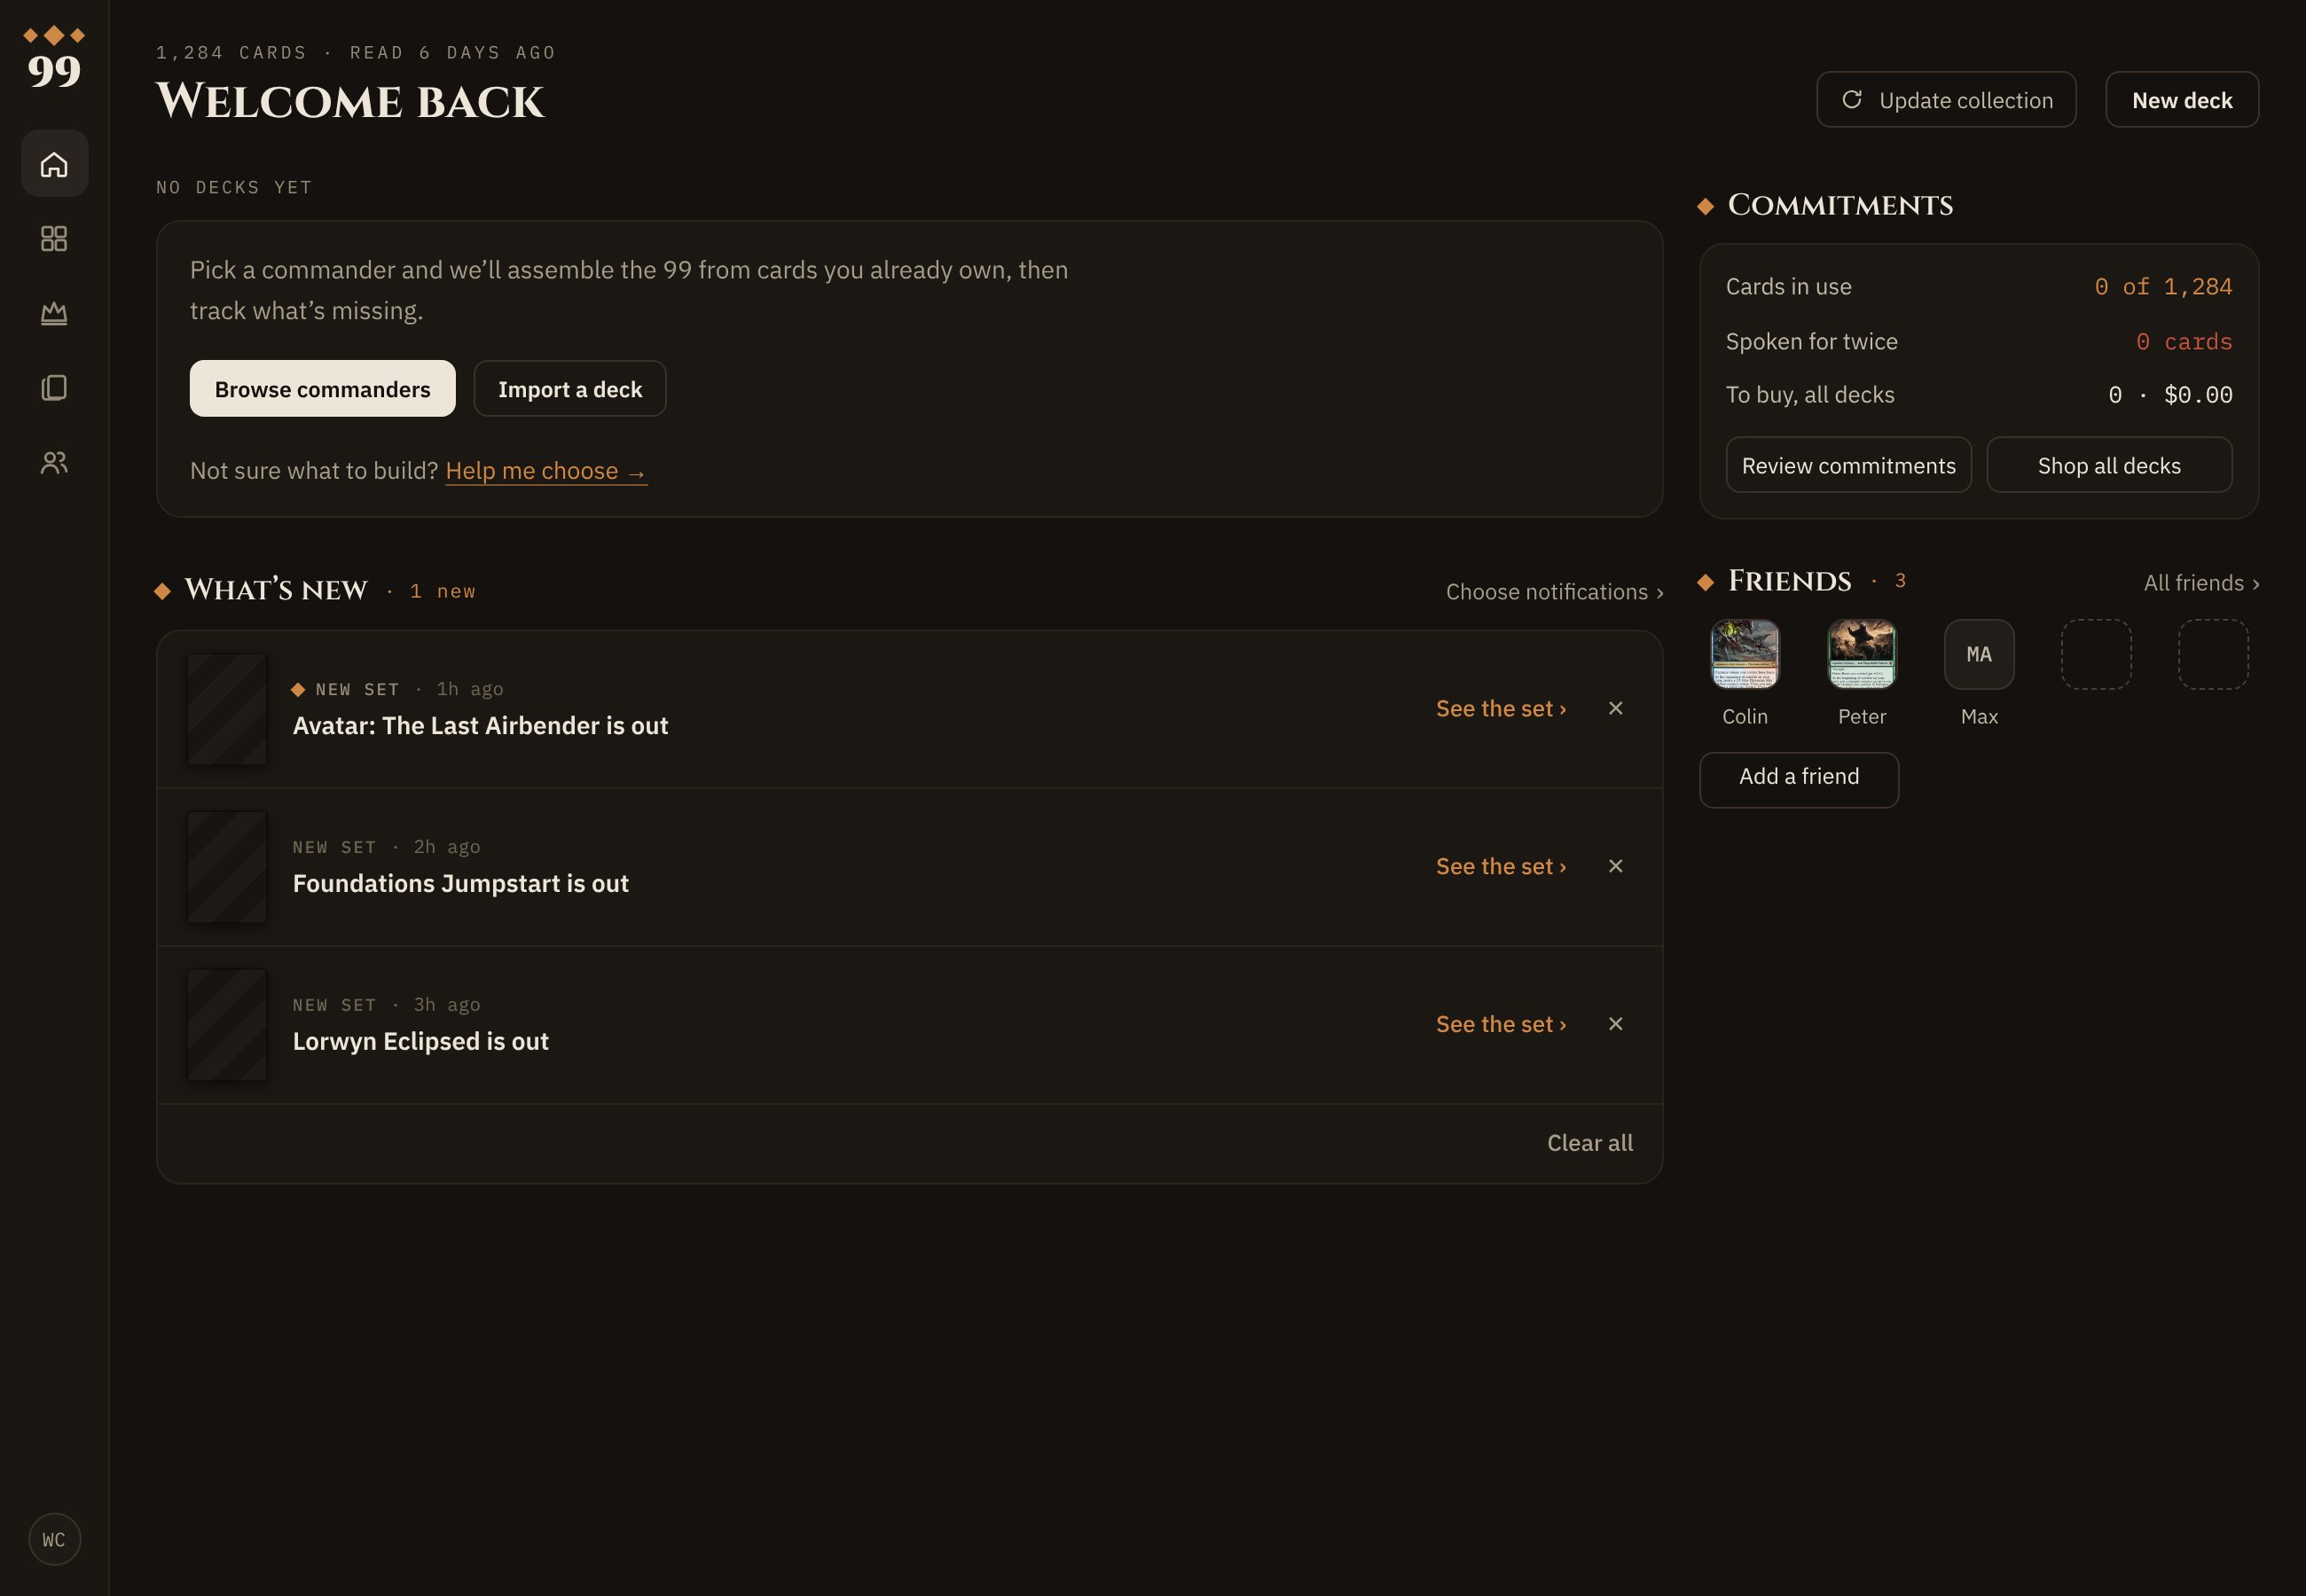 99
1,284 CARDS · READ 6 DAYS AGO
WELCOME BACK
Update collection
New deck
NO DECKS YET
Pick a commander and we’ll assemble the 99 from cards you already own, then
track what’s missing.
Browse commanders
Import a deck
Not sure what to build? Help me choose →
COMMITMENTS
Cards in use 0 of 1,284
Spoken for twice 0 cards
To buy, all decks 0 · $0.00
Review commitments
Shop all decks
WHAT’S NEW · 1 new
Choose notifications ›
NEW SET · 1h ago
Avatar: The Last Airbender is out
See the set › ×
NEW SET · 2h ago
Foundations Jumpstart is out
See the set › ×
NEW SET · 3h ago
Lorwyn Eclipsed is out
See the set › ×
Clear all
FRIENDS · 3
All friends ›
MA
Colin
Peter
Max
Add a friend
WC